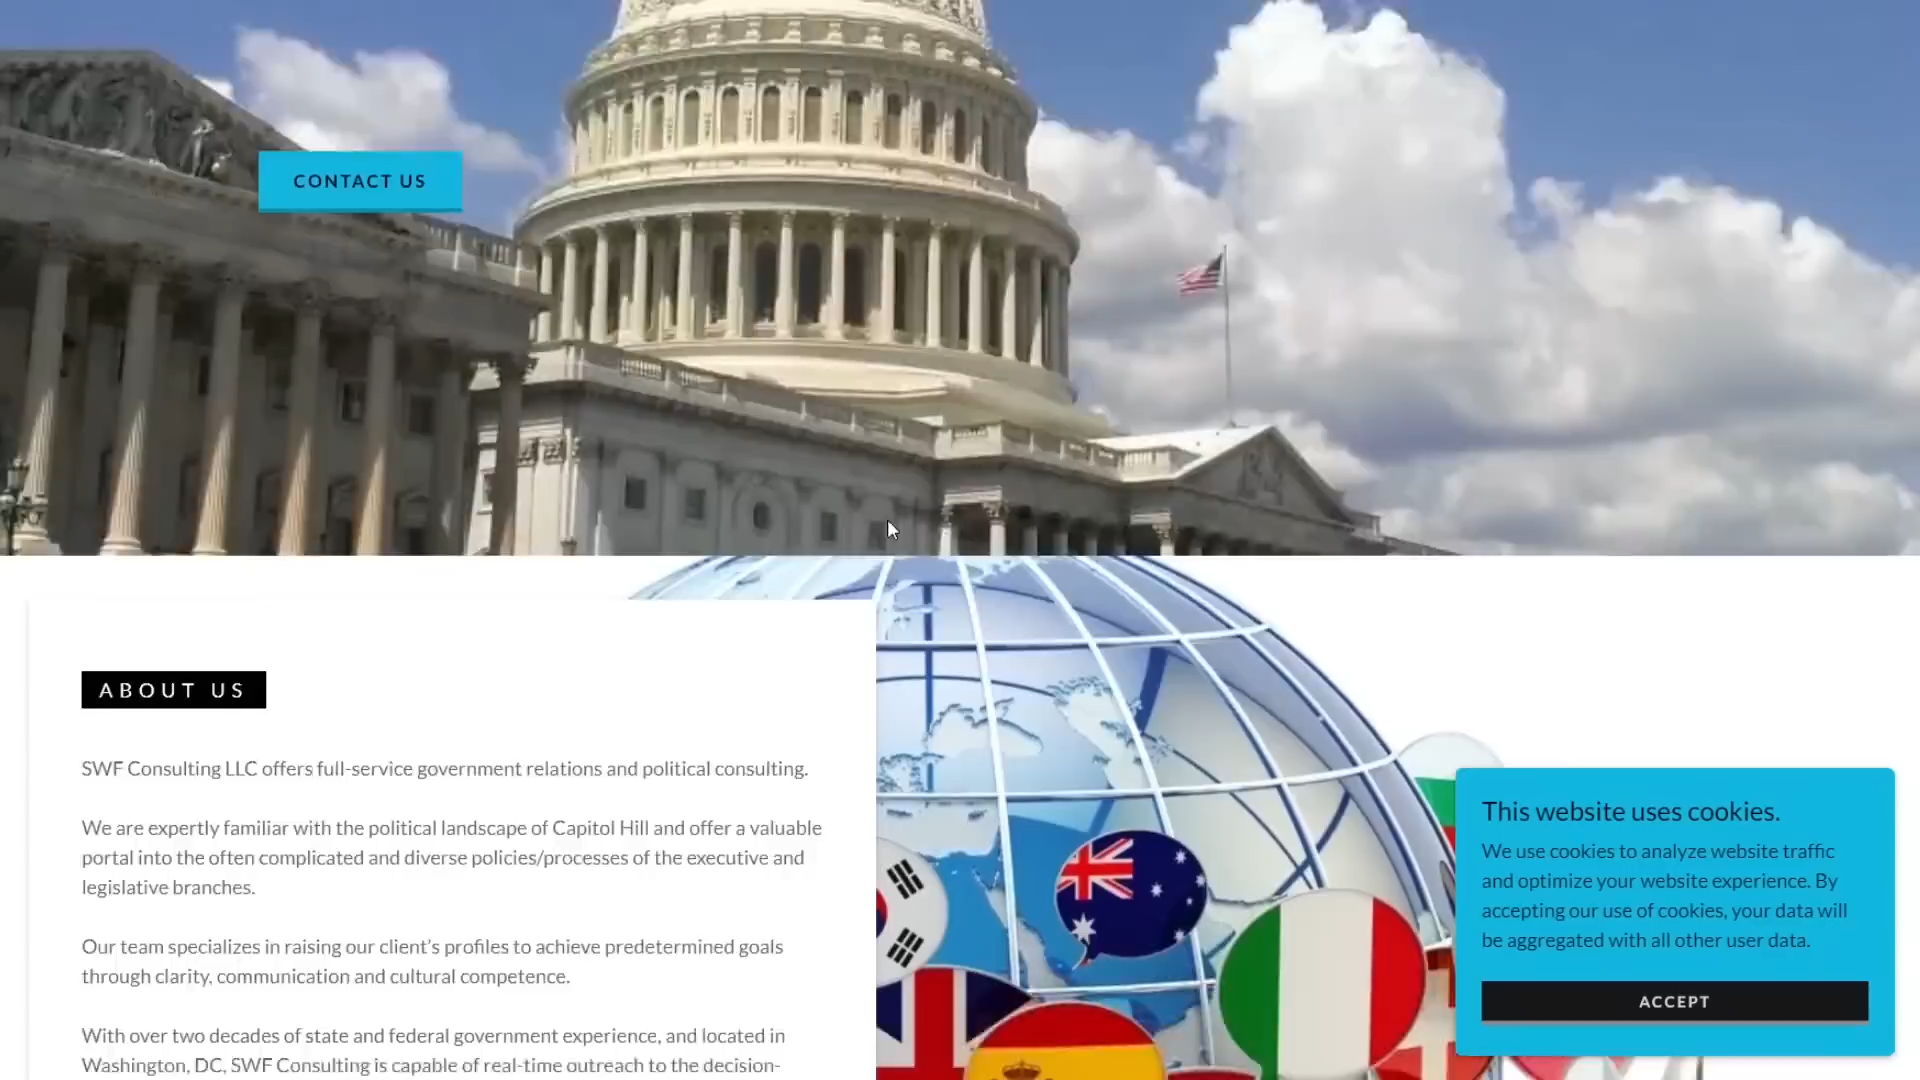 CONTACT US
ABOUT US
SWF Consulting LLC offers full-service government relations and political consulting.
We are expertly familiar with the political landscape of Capitol Hill and offer a valuable
portal into the often complicated and diverse policies/processes of the executive and
legislative branches.
Our team specializes in raising our client’s profiles to achieve predetermined goals
through clarity, communication and cultural competence.
With over two decades of state and federal government experience, and located in
Washington, DC, SWF Consulting is capable of real-time outreach to the decision-
This website uses cookies.
We use cookies to analyze website traffic
and optimize your website experience. By
accepting our use of cookies, your data will
be aggregated with all other user data.
ACCEPT